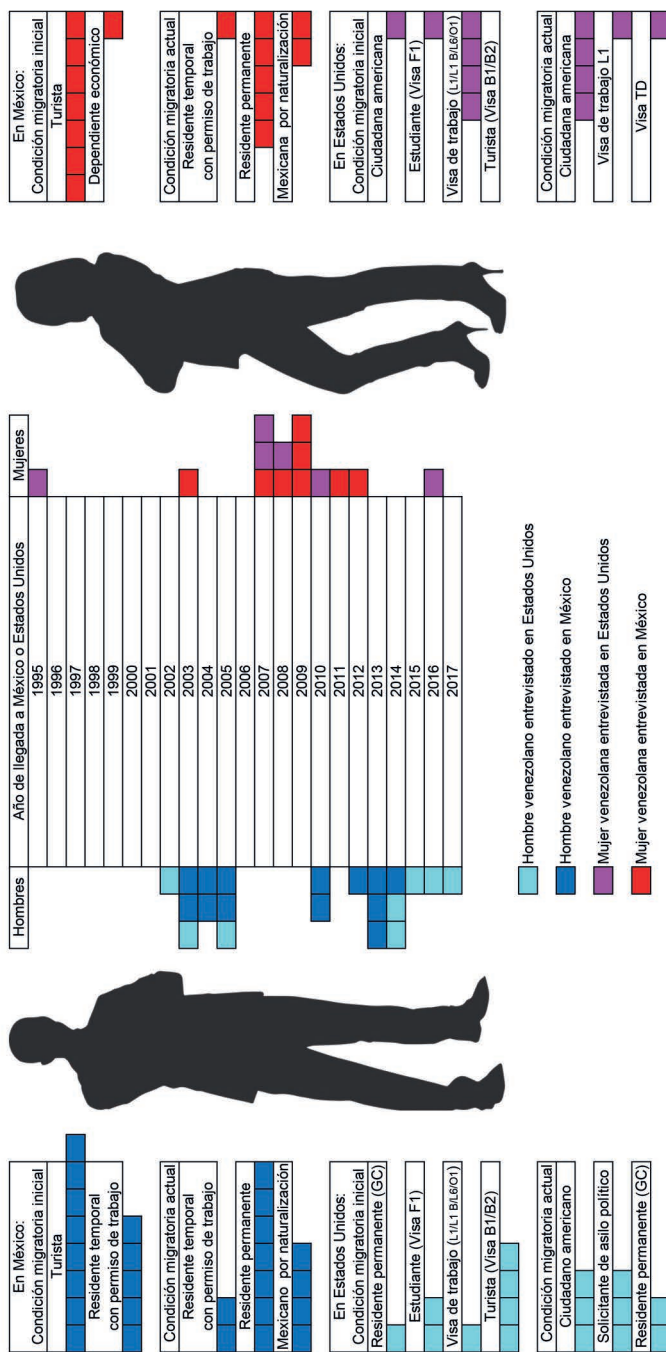 En México:
Condición migratoria inicial
Turista
Residente temporal
con permiso de trabajo
Condición migratoria actual
Residente temporal
con permiso de trabajo
Residente permanente
Mexicano por naturalización
En Estados Unidos:
Condición migratoria inicial
Residente permanente (GC)
Estudiante (Visa F1)
Visa de trabajo (L1/L1 B/L6/O1)
Turista (Visa B1/B2)
Condición migratoria actual
Ciudadano americano
Solicitante de asilo político
Residente permanente (GC)
Hombres
Año de llegada a México o Estados Unidos
Mujeres
1995
1996
1997
1998
1999
2000
2001
2002
2003
2004
2005
2006
2007
2008
2009
2010
2011
2012
2013
2014
2015
2016
2017
Hombre venezolano entrevistado en Estados Unidos
Hombre venezolano entrevistado en México
Mujer venezolana entrevistada en Estados Unidos
Mujer venezolana entrevistada en México
En México:
Condición migratoria inicial
Turista
Dependiente económico
Condición migratoria actual
Residente temporal
con permiso de trabajo
Residente permanente
Mexicana por naturalización
En Estados Unidos:
Condición migratoria inicial
Ciudadana americana
Estudiante (Visa F1)
Visa de trabajo (L1/L1 B/L6/O1)
Turista (Visa B1/B2)
Condición migratoria actual
Ciudadana americana
Visa de trabajo L1
Visa TD